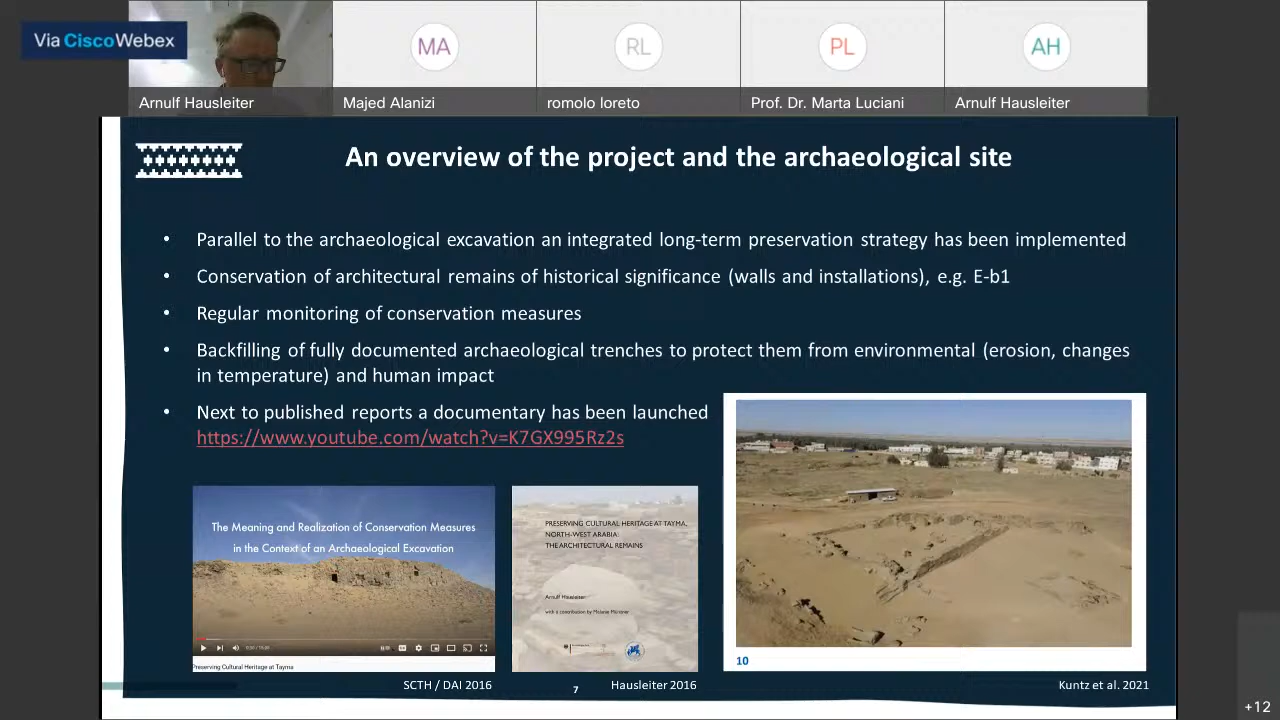 Via Cisco Webex
MA
RL
PL
AH
Arnulf Hausleiter
Majed Alanizi
romolo loreto
Prof. Dr. Marta Luciani
Arnulf Hausleiter
An overview of the project and the archaeological site
• Parallel to the archaeological excavation an integrated long-term preservation strategy has been implemented
• Conservation of architectural remains of historical significance (walls and installations), e.g. E-b1
• Regular monitoring of conservation measures
• Backfilling of fully documented archaeological trenches to protect them from environmental (erosion, changes
in temperature) and human impact
• Next to published reports a documentary has been launched
https://www.youtube.com/watch?v=K7GX995Rz2s
The Meaning and Realization of Conservation Measures
in the Context of an Archaeological Excavation
Preserving Cultural Heritage at Tayma
PRESERVING CULTURAL HERITAGE AT TAYMA,
NORTH-WEST ARABIA:
THE ARCHITECTURAL REMAINS
Arnulf Hausleiter
with a contribution by
10
SCTH / DAI 2016
7
Hausleiter 2016
Kuntz et al. 2021
+12